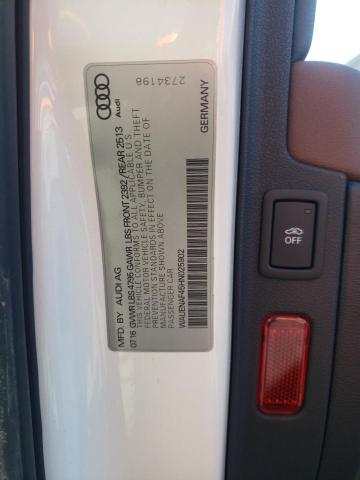 MFD. BY AUDI AG
07/16 GVWR LBS 4795 GAWR LBS FRONT 2392 /REAR 2513
THIS VEHICLE CONFORMS TO ALL APPLICABLE U.S.
FEDERAL MOTOR VEHICLE SAFETY, BUMPER AND THEFT
PREVENTION STANDARDS IN EFFECT ON THE DATE OF
MANUFACTURE SHOWN ABOVE
PASSENGER CAR
WAUENAF45HN025902
GERMANY
Audi
2734198
OFF